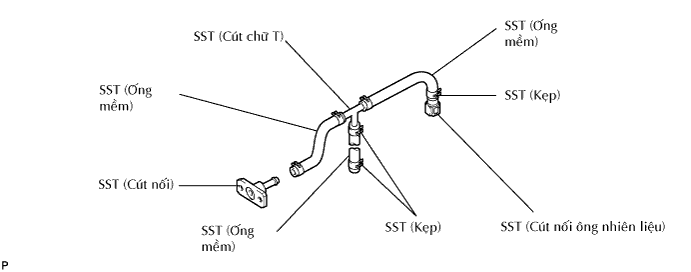 SST (Ống
mềm)
SST (Cút chữ T)
SST (Ống
mềm)
SST (Kẹp)
SST (Cút nối)
SST (Ống
mềm)
SST (Kẹp)
SST (Cút nối ông nhiên liệu)
P